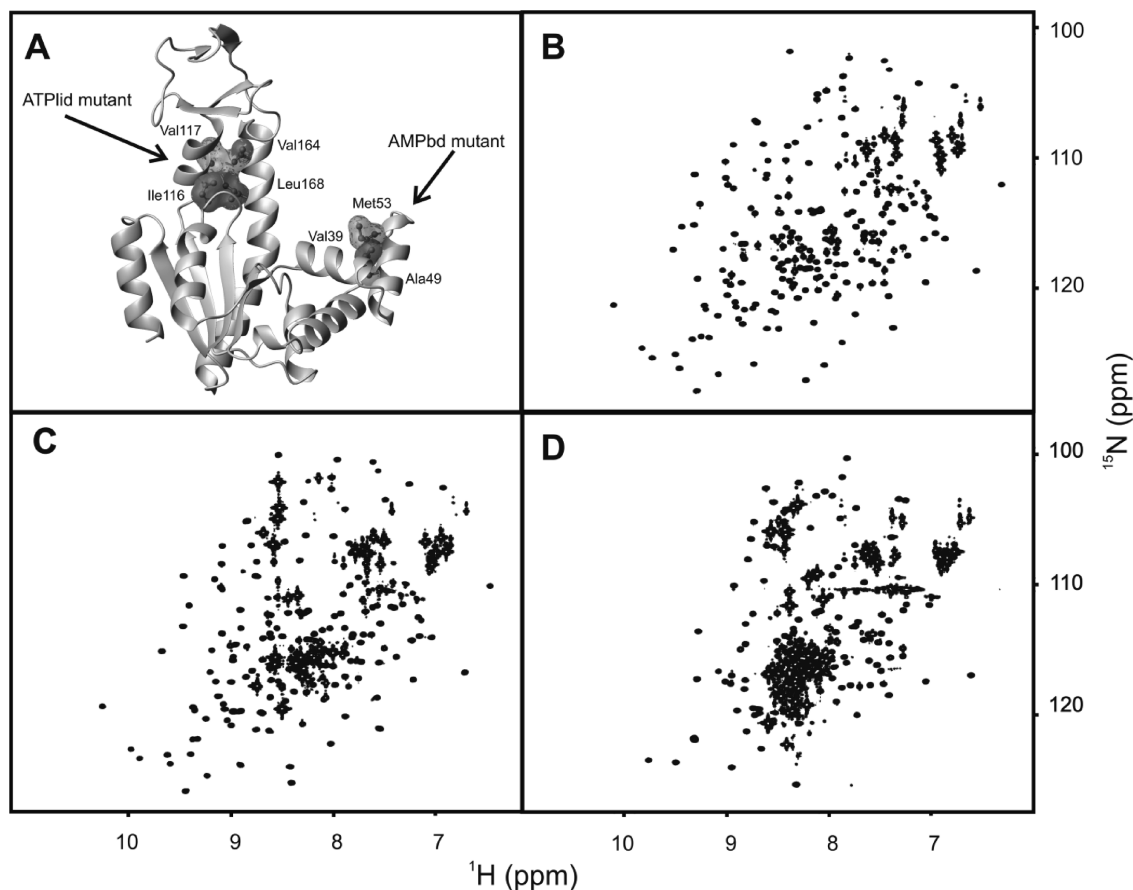 A
ATPlid mutant
Val117
Val164
AMPbd mutant
Ile116
Leu168
Met53
Val39
Ala49
B
100
110
120
¹⁵N (ppm)
C
D
100
110
120
10 9 8 7
10 9 8 7
¹H (ppm)